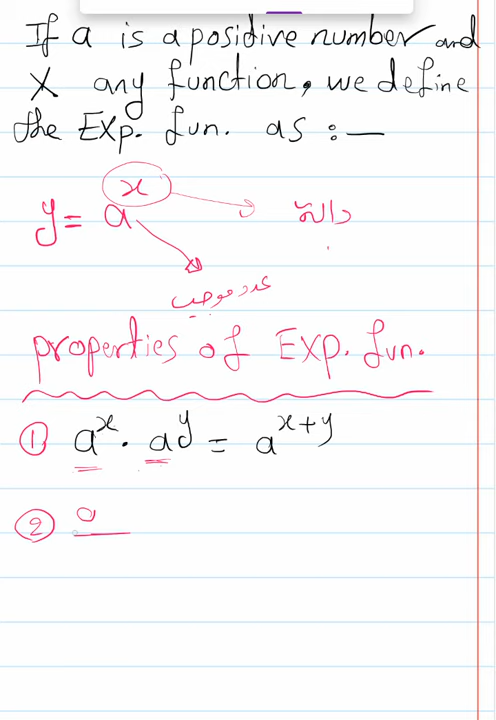 If a is a positive number and
X any function, we define
the Exp. fun. as :—
y = a^x
دالة
عدد موجب
properties of Exp. fun.
① a^x . a^y = a^{x+y}
② a